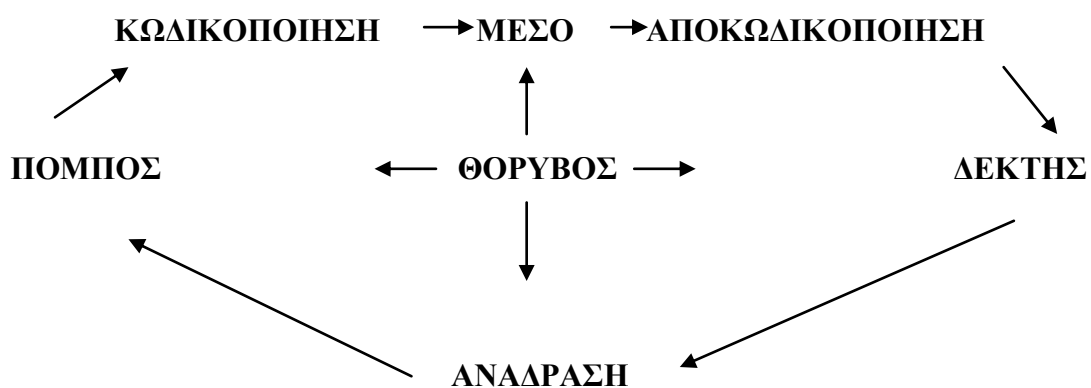 ΚΩΔΙΚΟΠΟΙΗΣΗ ΜΕΣΟ ΑΠΟΚΩΔΙΚΟΠΟΙΗΣΗ
ΠΟΜΠΟΣ ΘΟΡΥΒΟΣ ΔΕΚΤΗΣ
ΑΝΑΔΡΑΣΗ